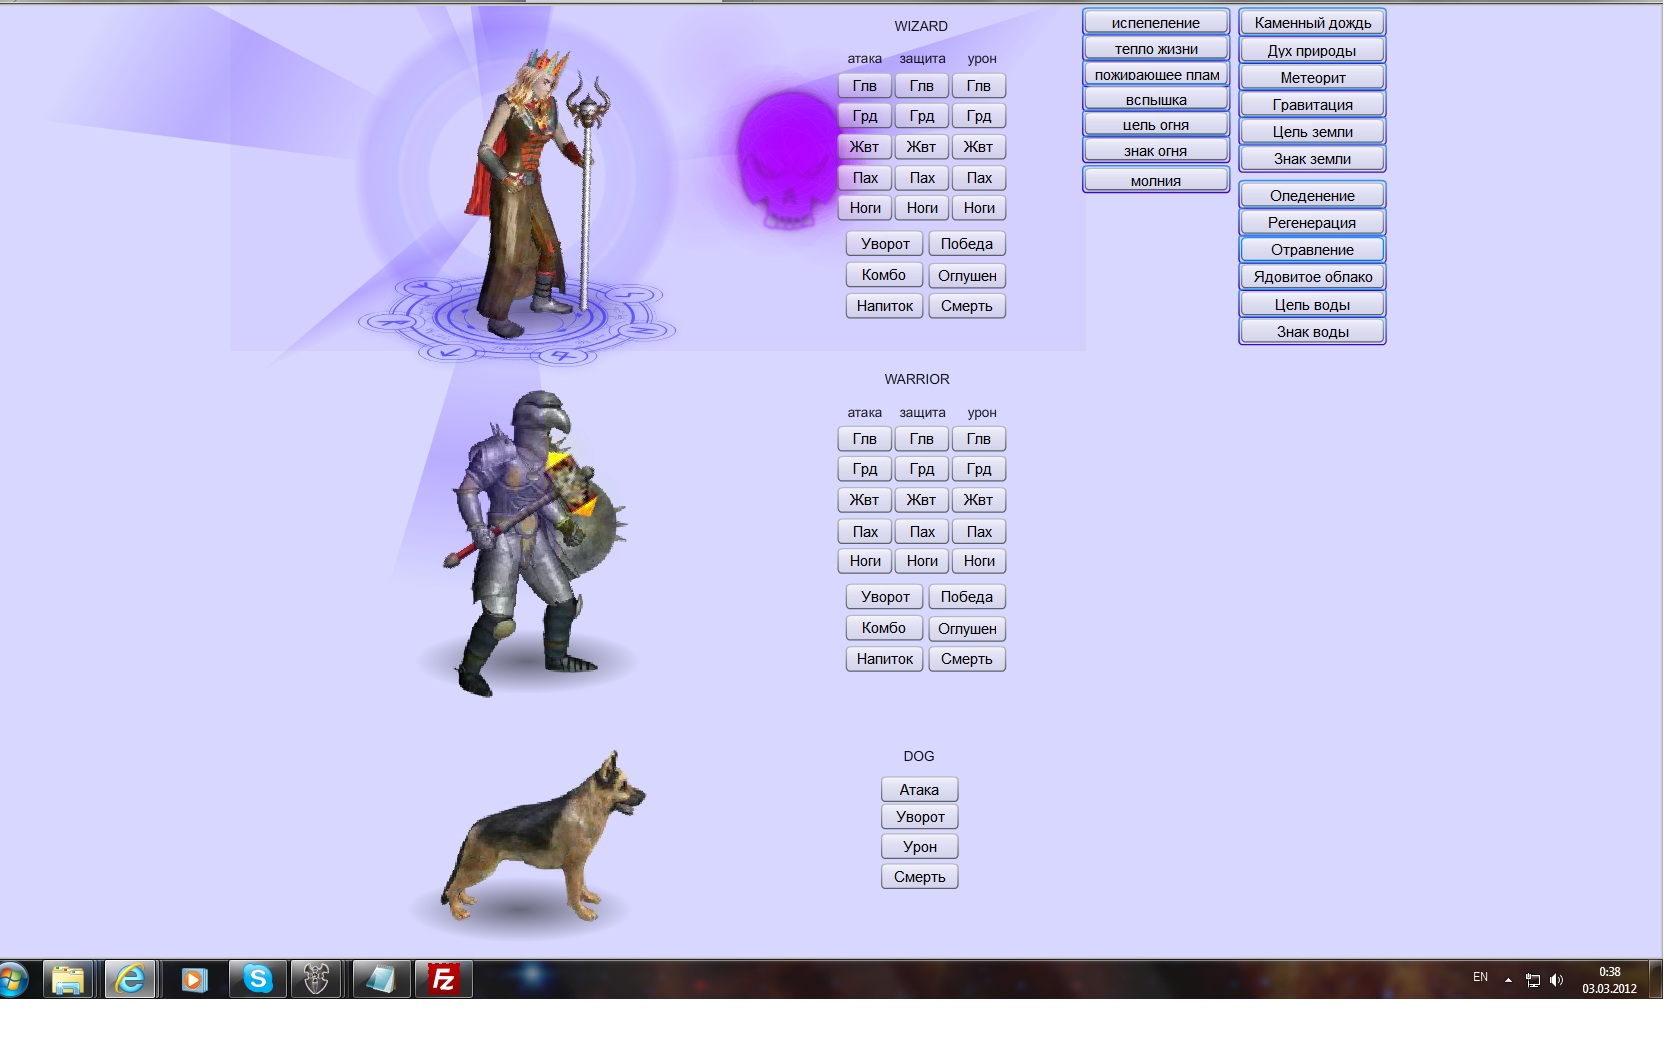 WIZARD
атака защита урон
Глв Глв Глв
Грд Грд Грд
Жвт Жвт Жвт
Пах Пах Пах
Ноги Ноги Ноги
Уворот Победа
Комбо Оглушен
Напиток Смерть
испепеление
тепло жизни
пожирающее плам
вспышка
цель огня
знак огня
молния
Каменный дождь
Дух природы
Метеорит
Гравитация
Цель земли
Знак земли
Оледенение
Регенерация
Отравление
Ядовитое облако
Цель воды
Знак воды
WARRIOR
атака защита урон
Глв Глв Глв
Грд Грд Грд
Жвт Жвт Жвт
Пах Пах Пах
Ноги Ноги Ноги
Уворот Победа
Комбо Оглушен
Напиток Смерть
DOG
Атака
Уворот
Урон
Смерть
S
Fz
EN
0:38
03.03.2012